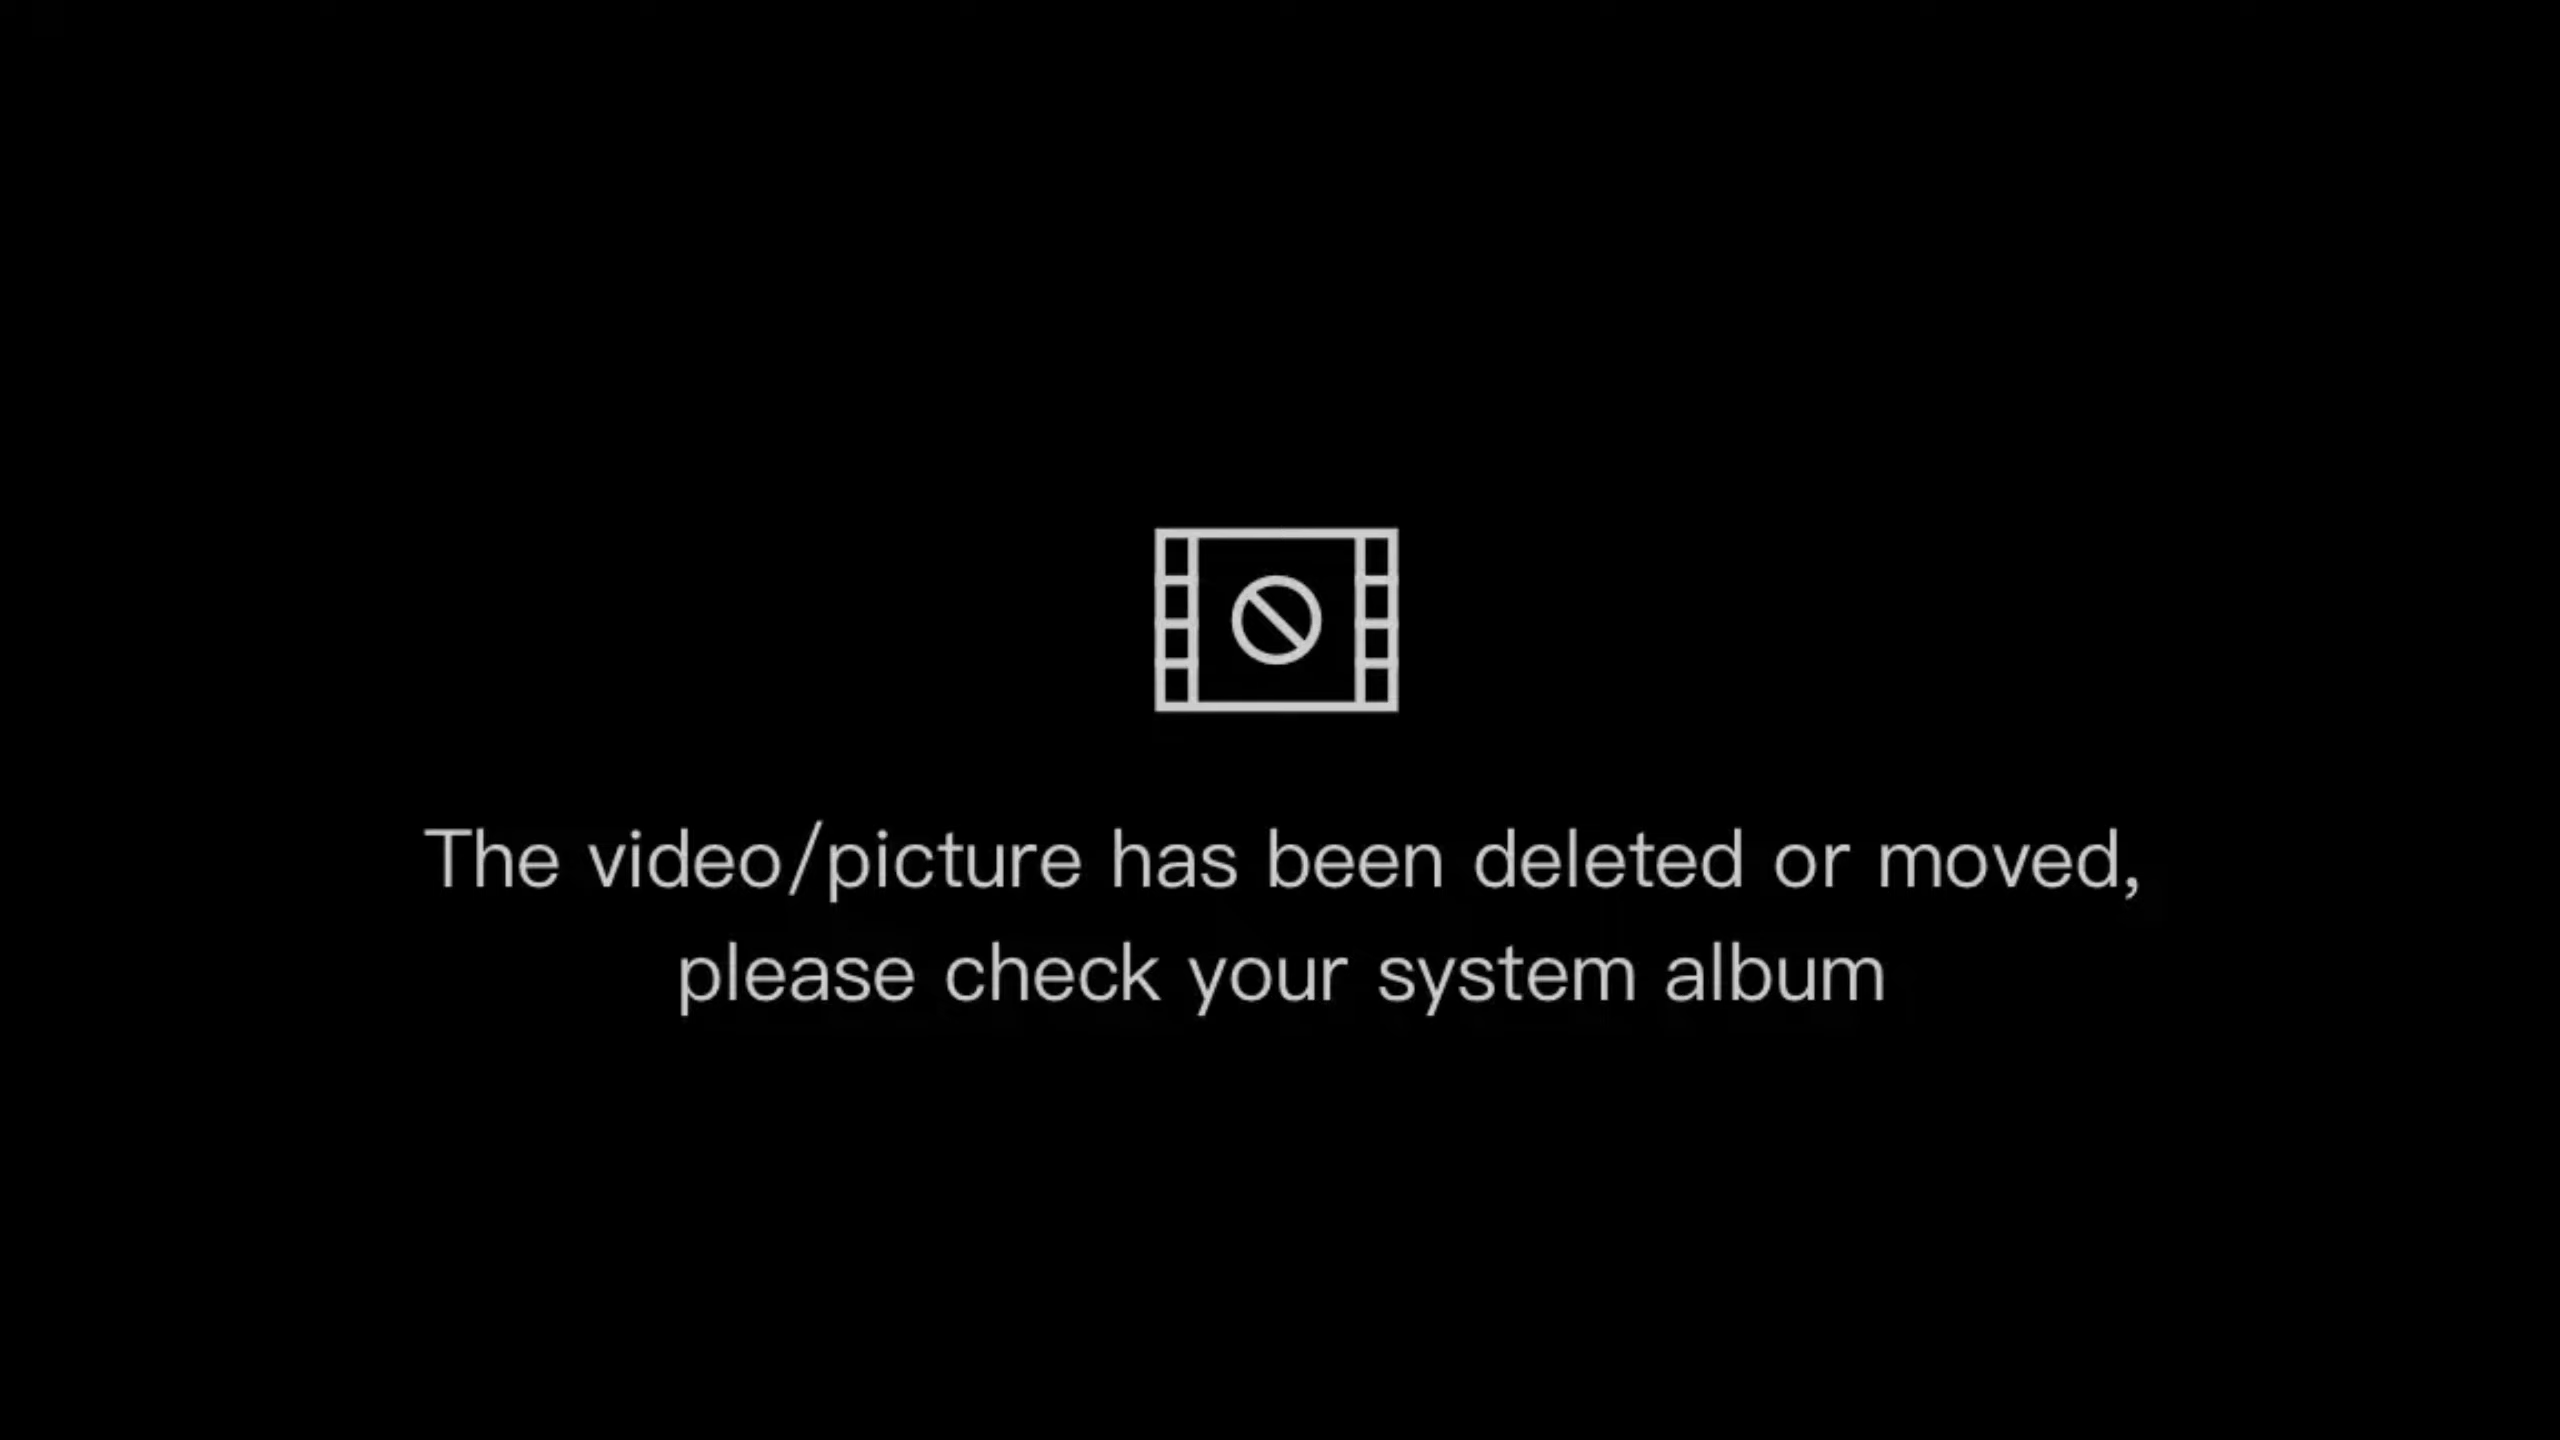 The video/picture has been deleted or moved,
please check your system album